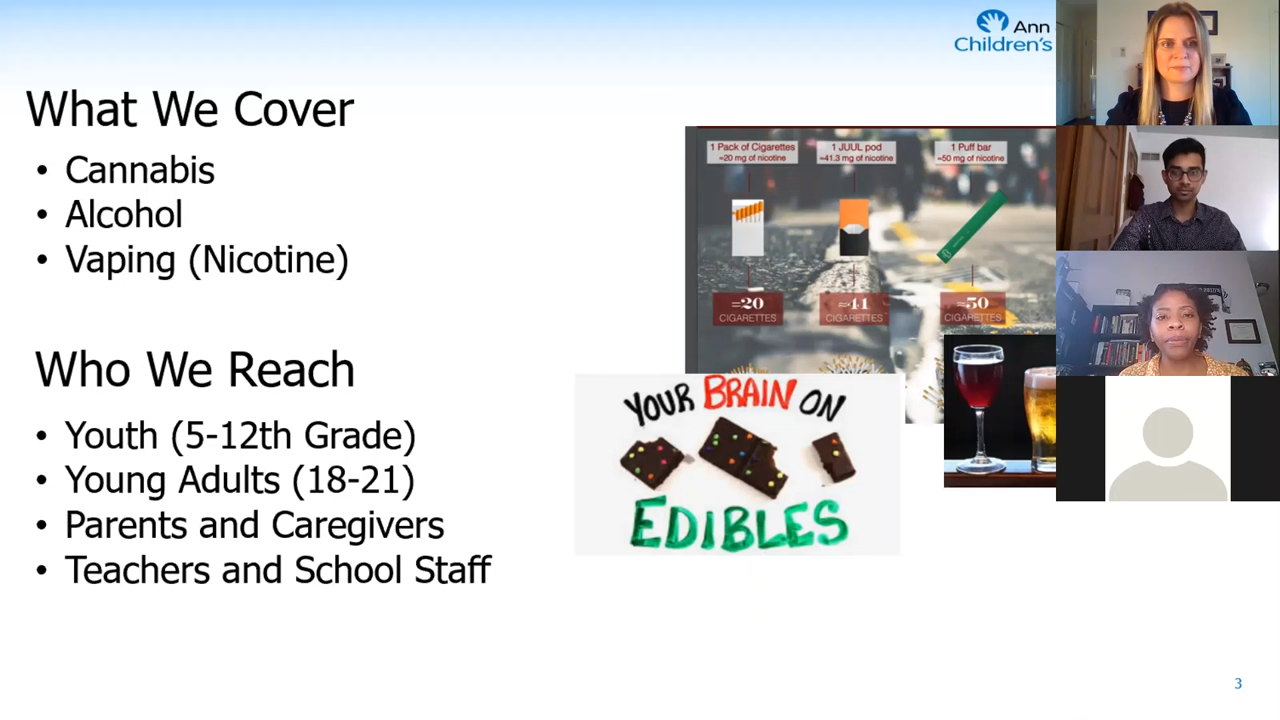 Ann
Children's
What We Cover
• Cannabis
• Alcohol
• Vaping (Nicotine)
Who We Reach
• Youth (5-12th Grade)
• Young Adults (18-21)
• Parents and Caregivers
• Teachers and School Staff
1 Pack of Cigarettes
≈20 mg of nicotine
1 JUUL pod
≈41.3 mg of nicotine
1 Puff bar
≈50 mg of nicotine
≈20
CIGARETTES
≈41
CIGARETTES
≈50
CIGARETTES
YOUR BRAIN ON
EDIBLES
3